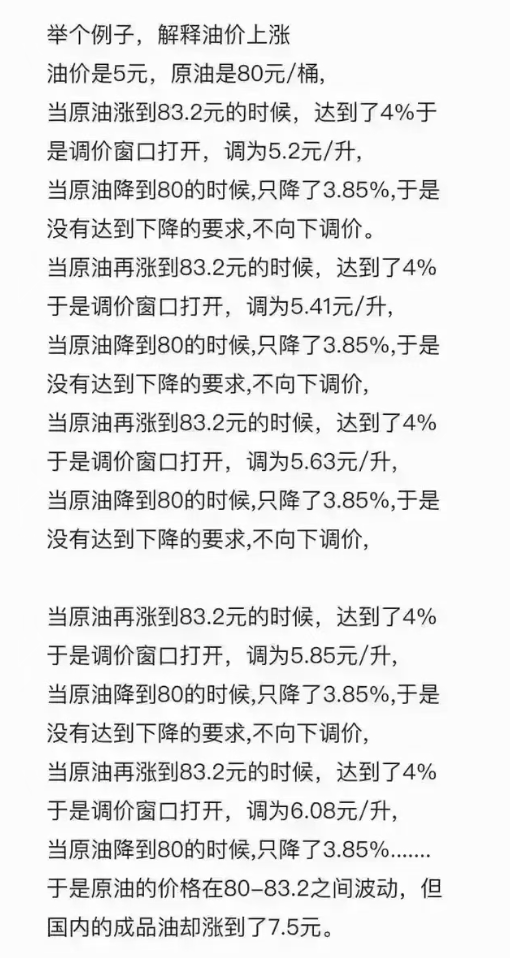 举个例子，解释油价上涨
油价是5元，原油是80元/桶,
当原油涨到83.2元的时候，达到了4%于
是调价窗口打开，调为5.2元/升,
当原油降到80的时候,只降了3.85%,于是
没有达到下降的要求,不向下调价。
当原油再涨到83.2元的时候，达到了4%
于是调价窗口打开，调为5.41元/升,
当原油降到80的时候,只降了3.85%,于是
没有达到下降的要求,不向下调价,
当原油再涨到83.2元的时候，达到了4%
于是调价窗口打开，调为5.63元/升,
当原油降到80的时候,只降了3.85%,于是
没有达到下降的要求,不向下调价,
当原油再涨到83.2元的时候，达到了4%
于是调价窗口打开，调为5.85元/升,
当原油降到80的时候,只降了3.85%,于是
没有达到下降的要求,不向下调价,
当原油再涨到83.2元的时候，达到了4%
于是调价窗口打开，调为6.08元/升,
当原油降到80的时候,只降了3.85%.......
于是原油的价格在80–83.2之间波动，但
国内的成品油却涨到了7.5元。